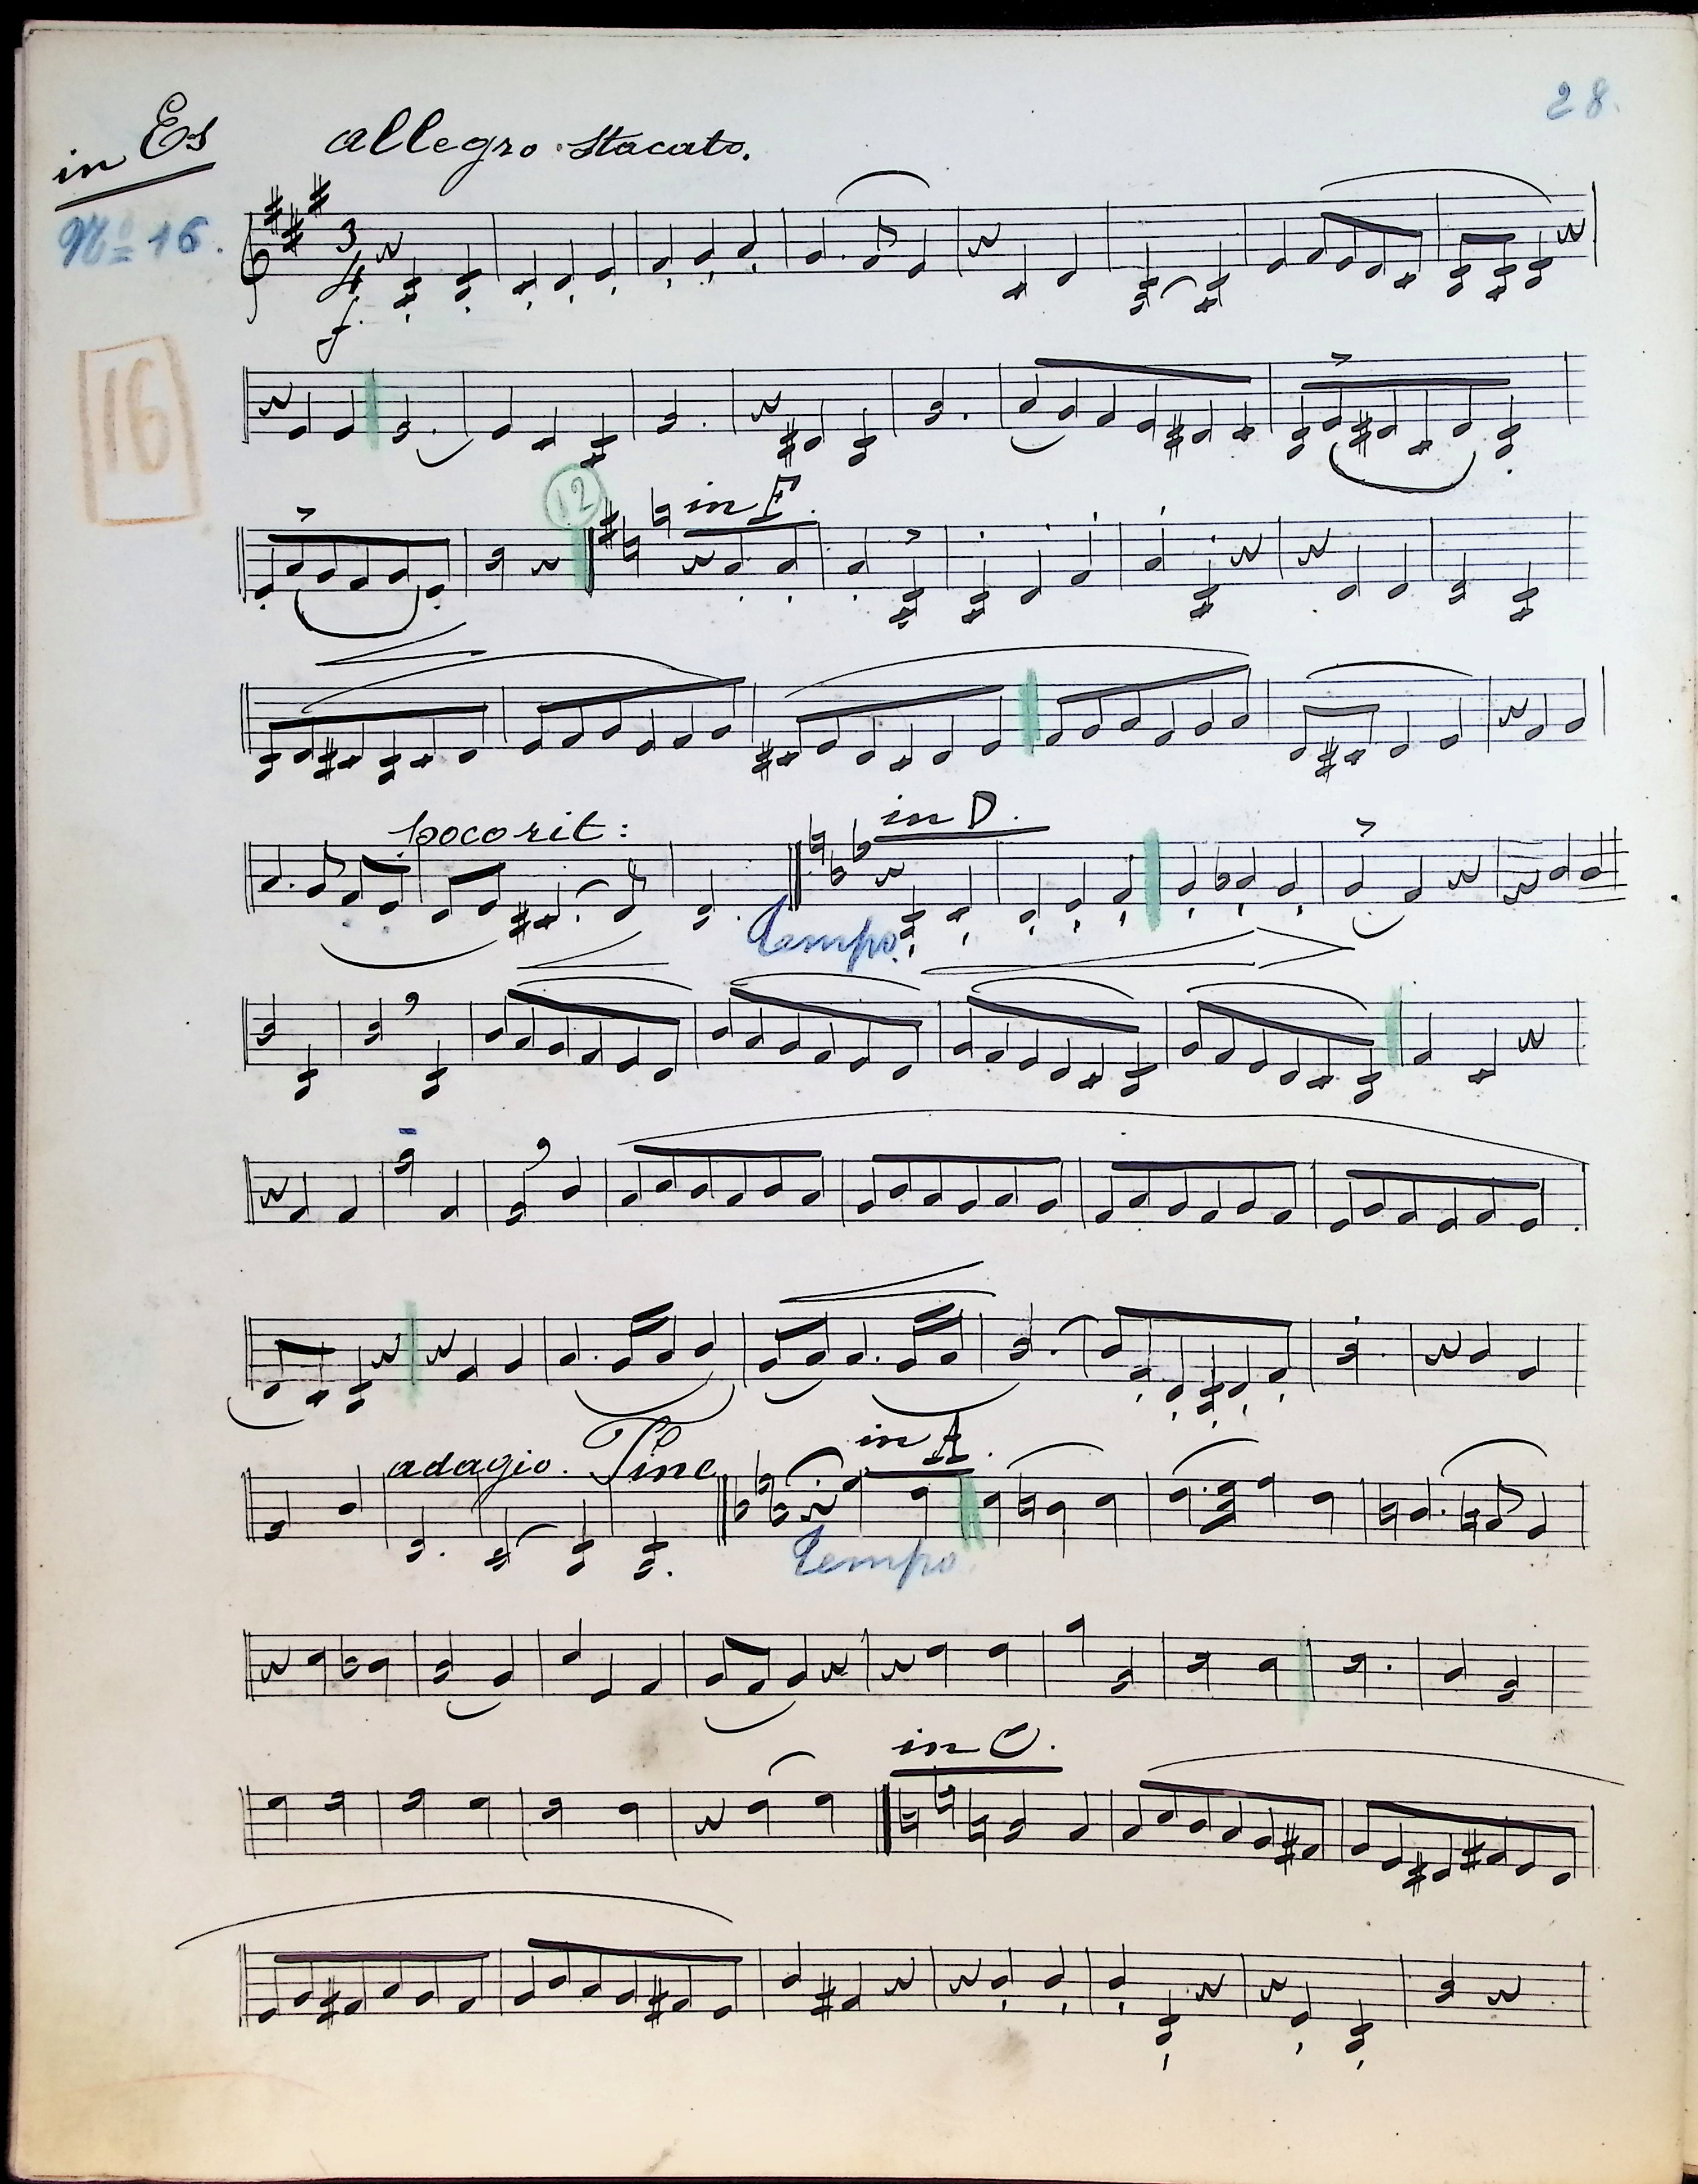 28.
in Es allegro stacato.
No 16.
3
4
f.
16
12
in F.
poco rit:
in D.
tempo.
adagio. Fine
in A.
tempo.
in C.